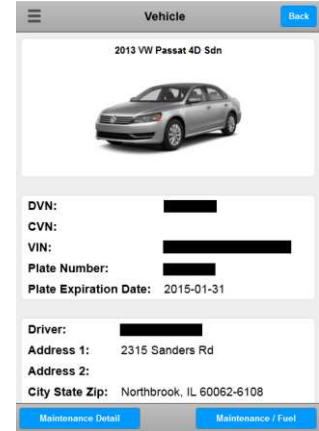 Vehicle
Back
2013 VW Passat 4D Sdn
DVN:
CVN:
VIN:
Plate Number:
Plate Expiration Date: 2015-01-31
Driver:
Address 1: 2315 Sanders Rd
Address 2:
City State Zip: Northbrook, IL 60062-6108
Maintenance Detail
Maintenance / Fuel